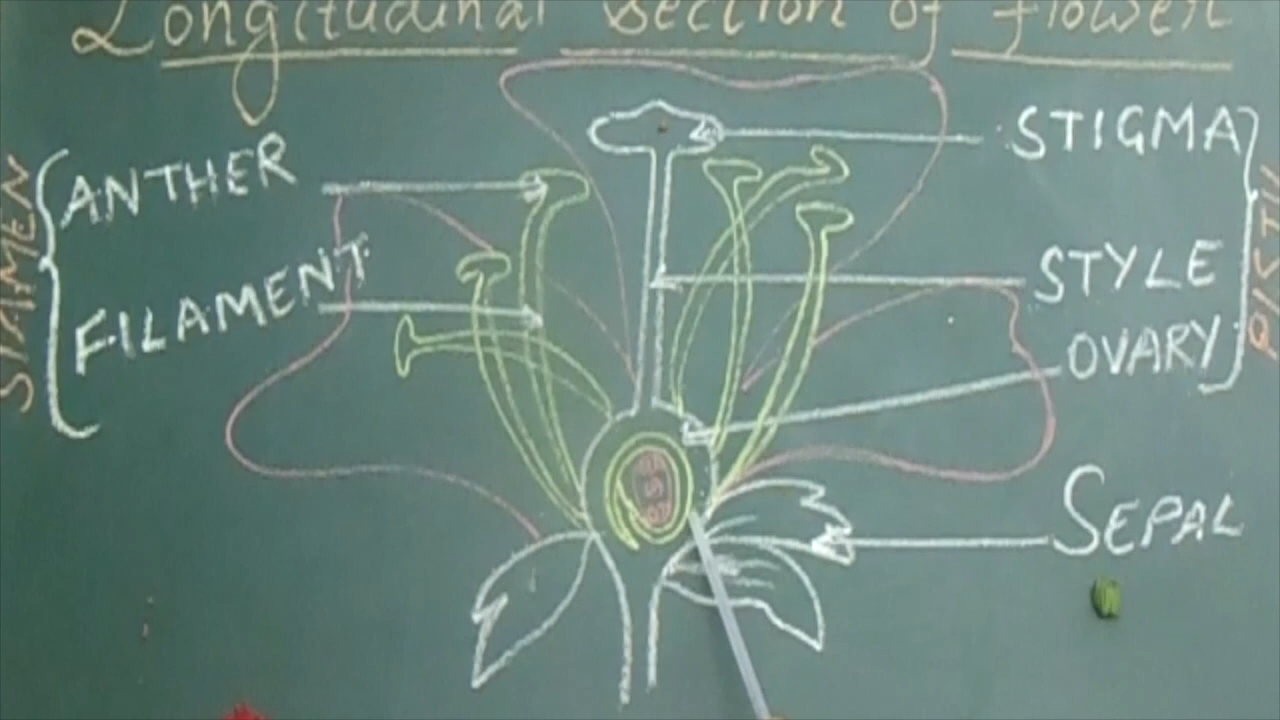 Longitudinal Section of flower
STAMEN
ANTHER
FILAMENT
STIGMA
STYLE
OVARY
PISTIL
SEPAL